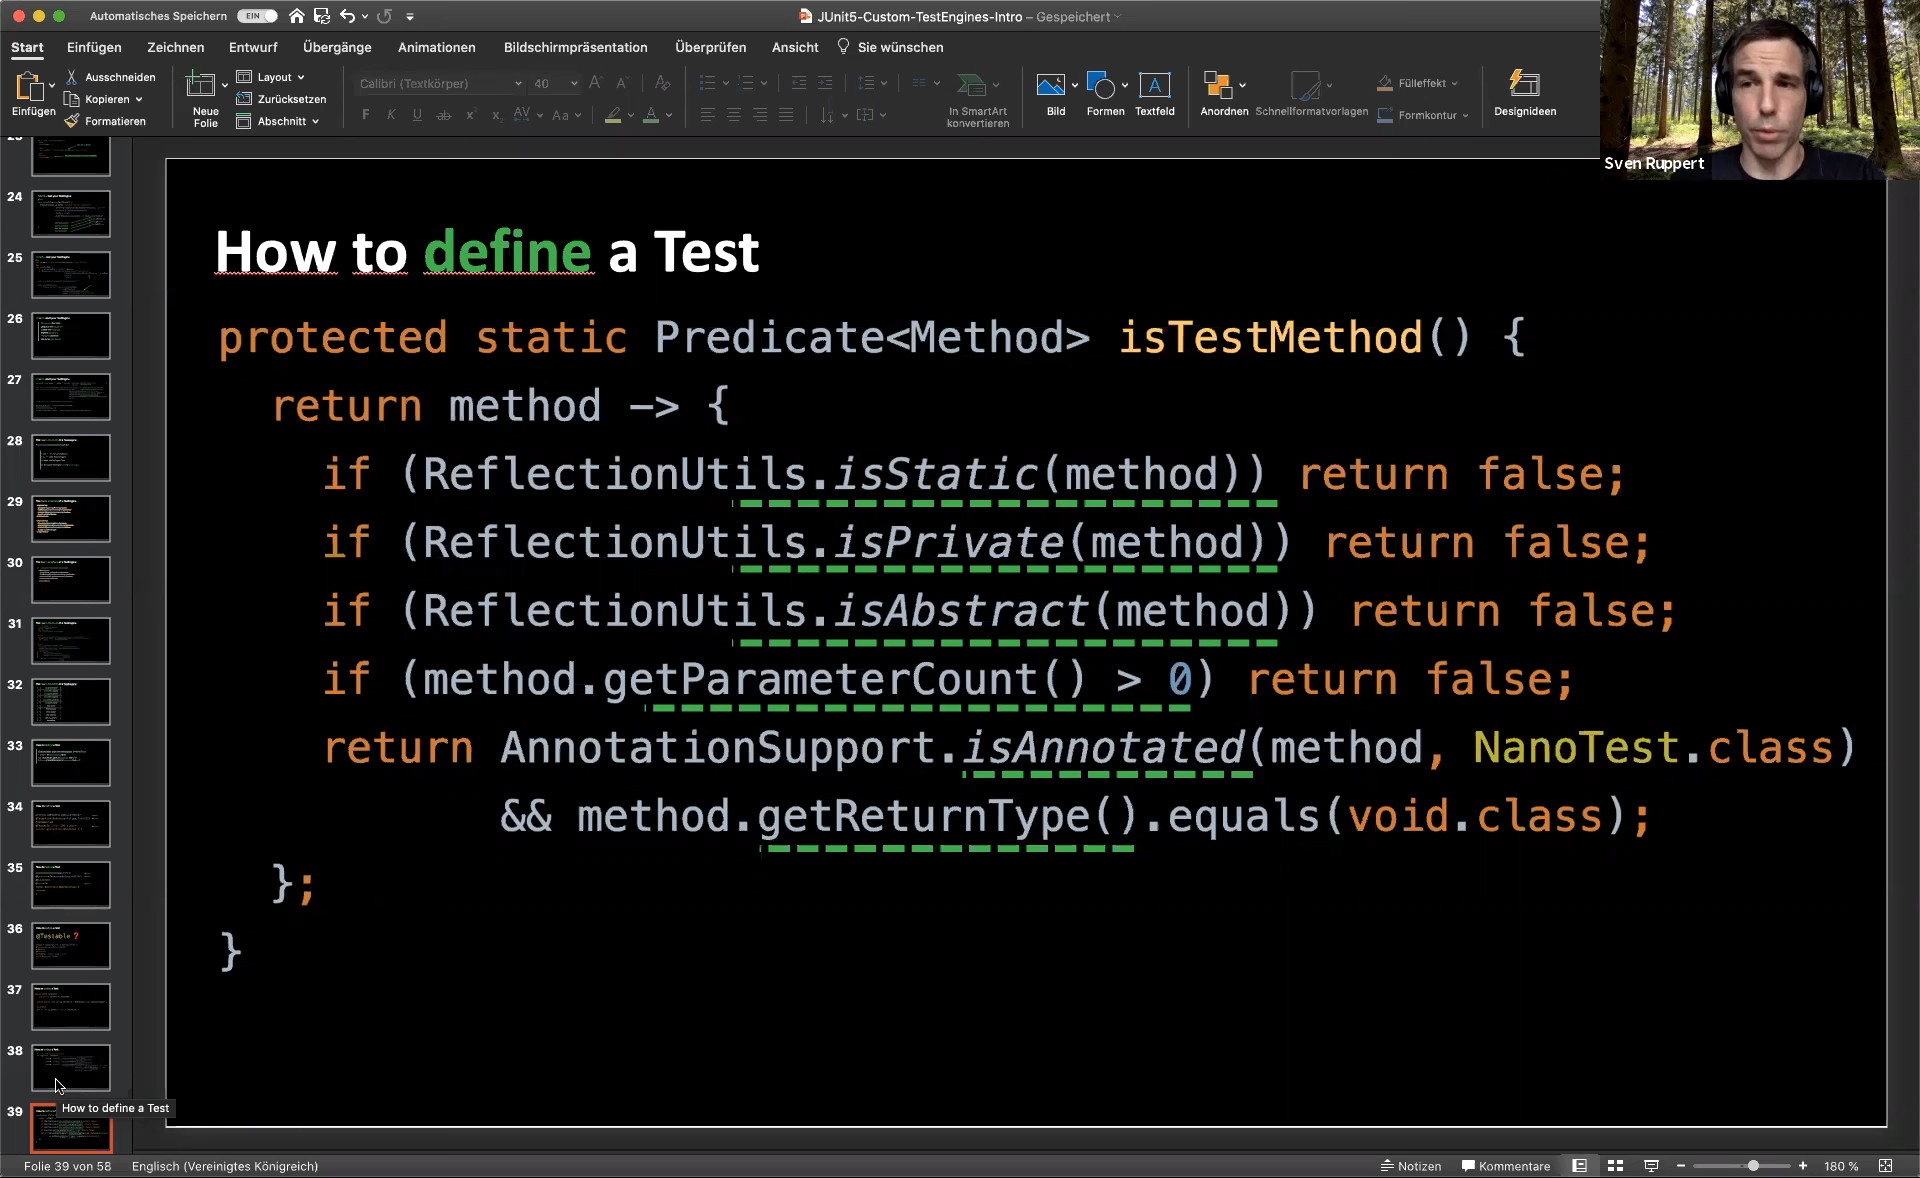 Automatisches Speichern EIN
JUnit5-Custom-TestEngines-Intro – Gespeichert
Start Einfügen Zeichnen Entwurf Übergänge Animationen Bildschirmpräsentation Überprüfen Ansicht Sie wünschen
Einfügen
Ausschneiden
Kopieren
Formatieren
Neue Folie
Layout
Zurücksetzen
Abschnitt
Calibri (Textkörper) 40
F K U ab x x AV Aa A
In SmartArt konvertieren
Bild
Formen
Textfeld
Anordnen
Schnellformatvorlagen
Fülleffekt
Formkontur
Designideen
Sven Ruppert
24
25
26
27
28
29
30
31
32
33
34
35
36
@Testable ?
37
38
How to define a Test
39
How to define a Test
protected static Predicate<Method> isTestMethod() {
return method -> {
if (ReflectionUtils.isStatic(method)) return false;
if (ReflectionUtils.isPrivate(method)) return false;
if (ReflectionUtils.isAbstract(method)) return false;
if (method.getParameterCount() > 0) return false;
return AnnotationSupport.isAnnotated(method, NanoTest.class)
&& method.getReturnType().equals(void.class);
};
}
Folie 39 von 58 Englisch (Vereinigtes Königreich) Notizen Kommentare 180 %